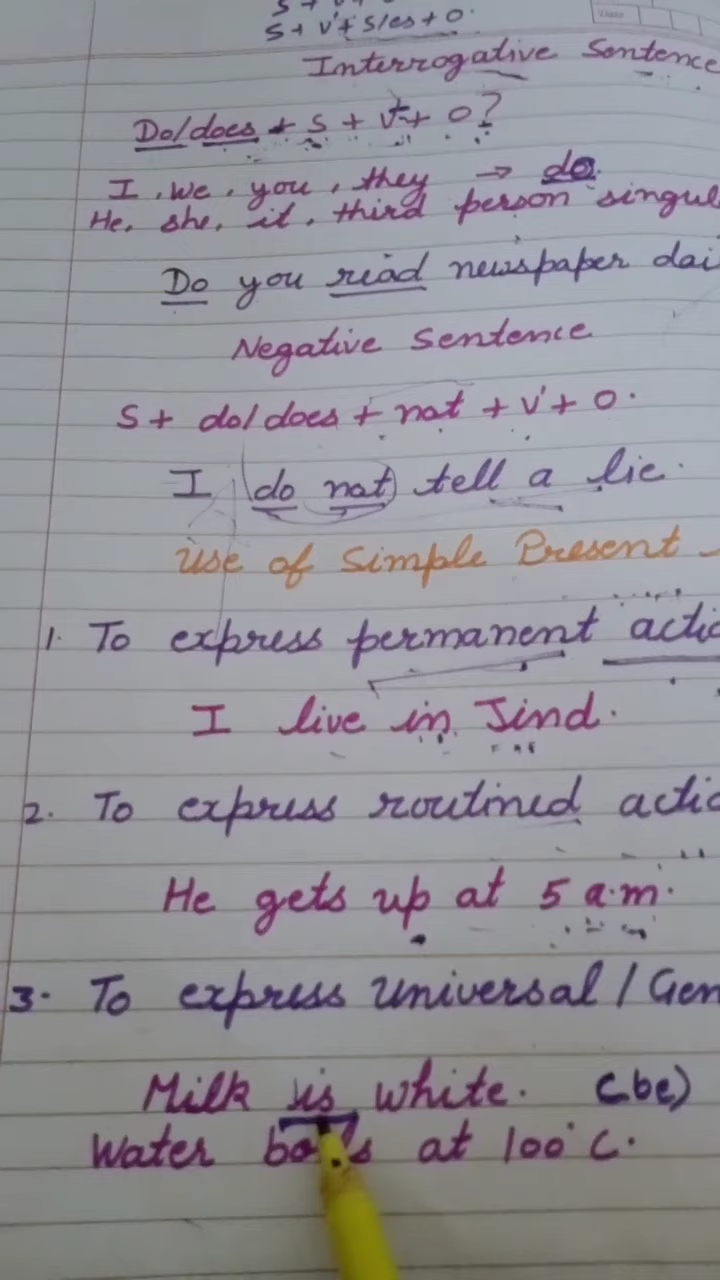 S + V¹ + s/es + O.
Interrogative Sentence
Do/does + S + V¹ + O?
I, we, you, they → do.
He, she, it, third person singul
Do you read newspaper dai
Negative Sentence
S + do/does + not + V¹ + O.
I do not tell a lie.
Use of Simple Present
1. To express permanent actio
I live in Jind.
2. To express routined actio
He gets up at 5 a.m.
3. To express universal / Gen
Milk is white. (be)
Water boils at 100°C.